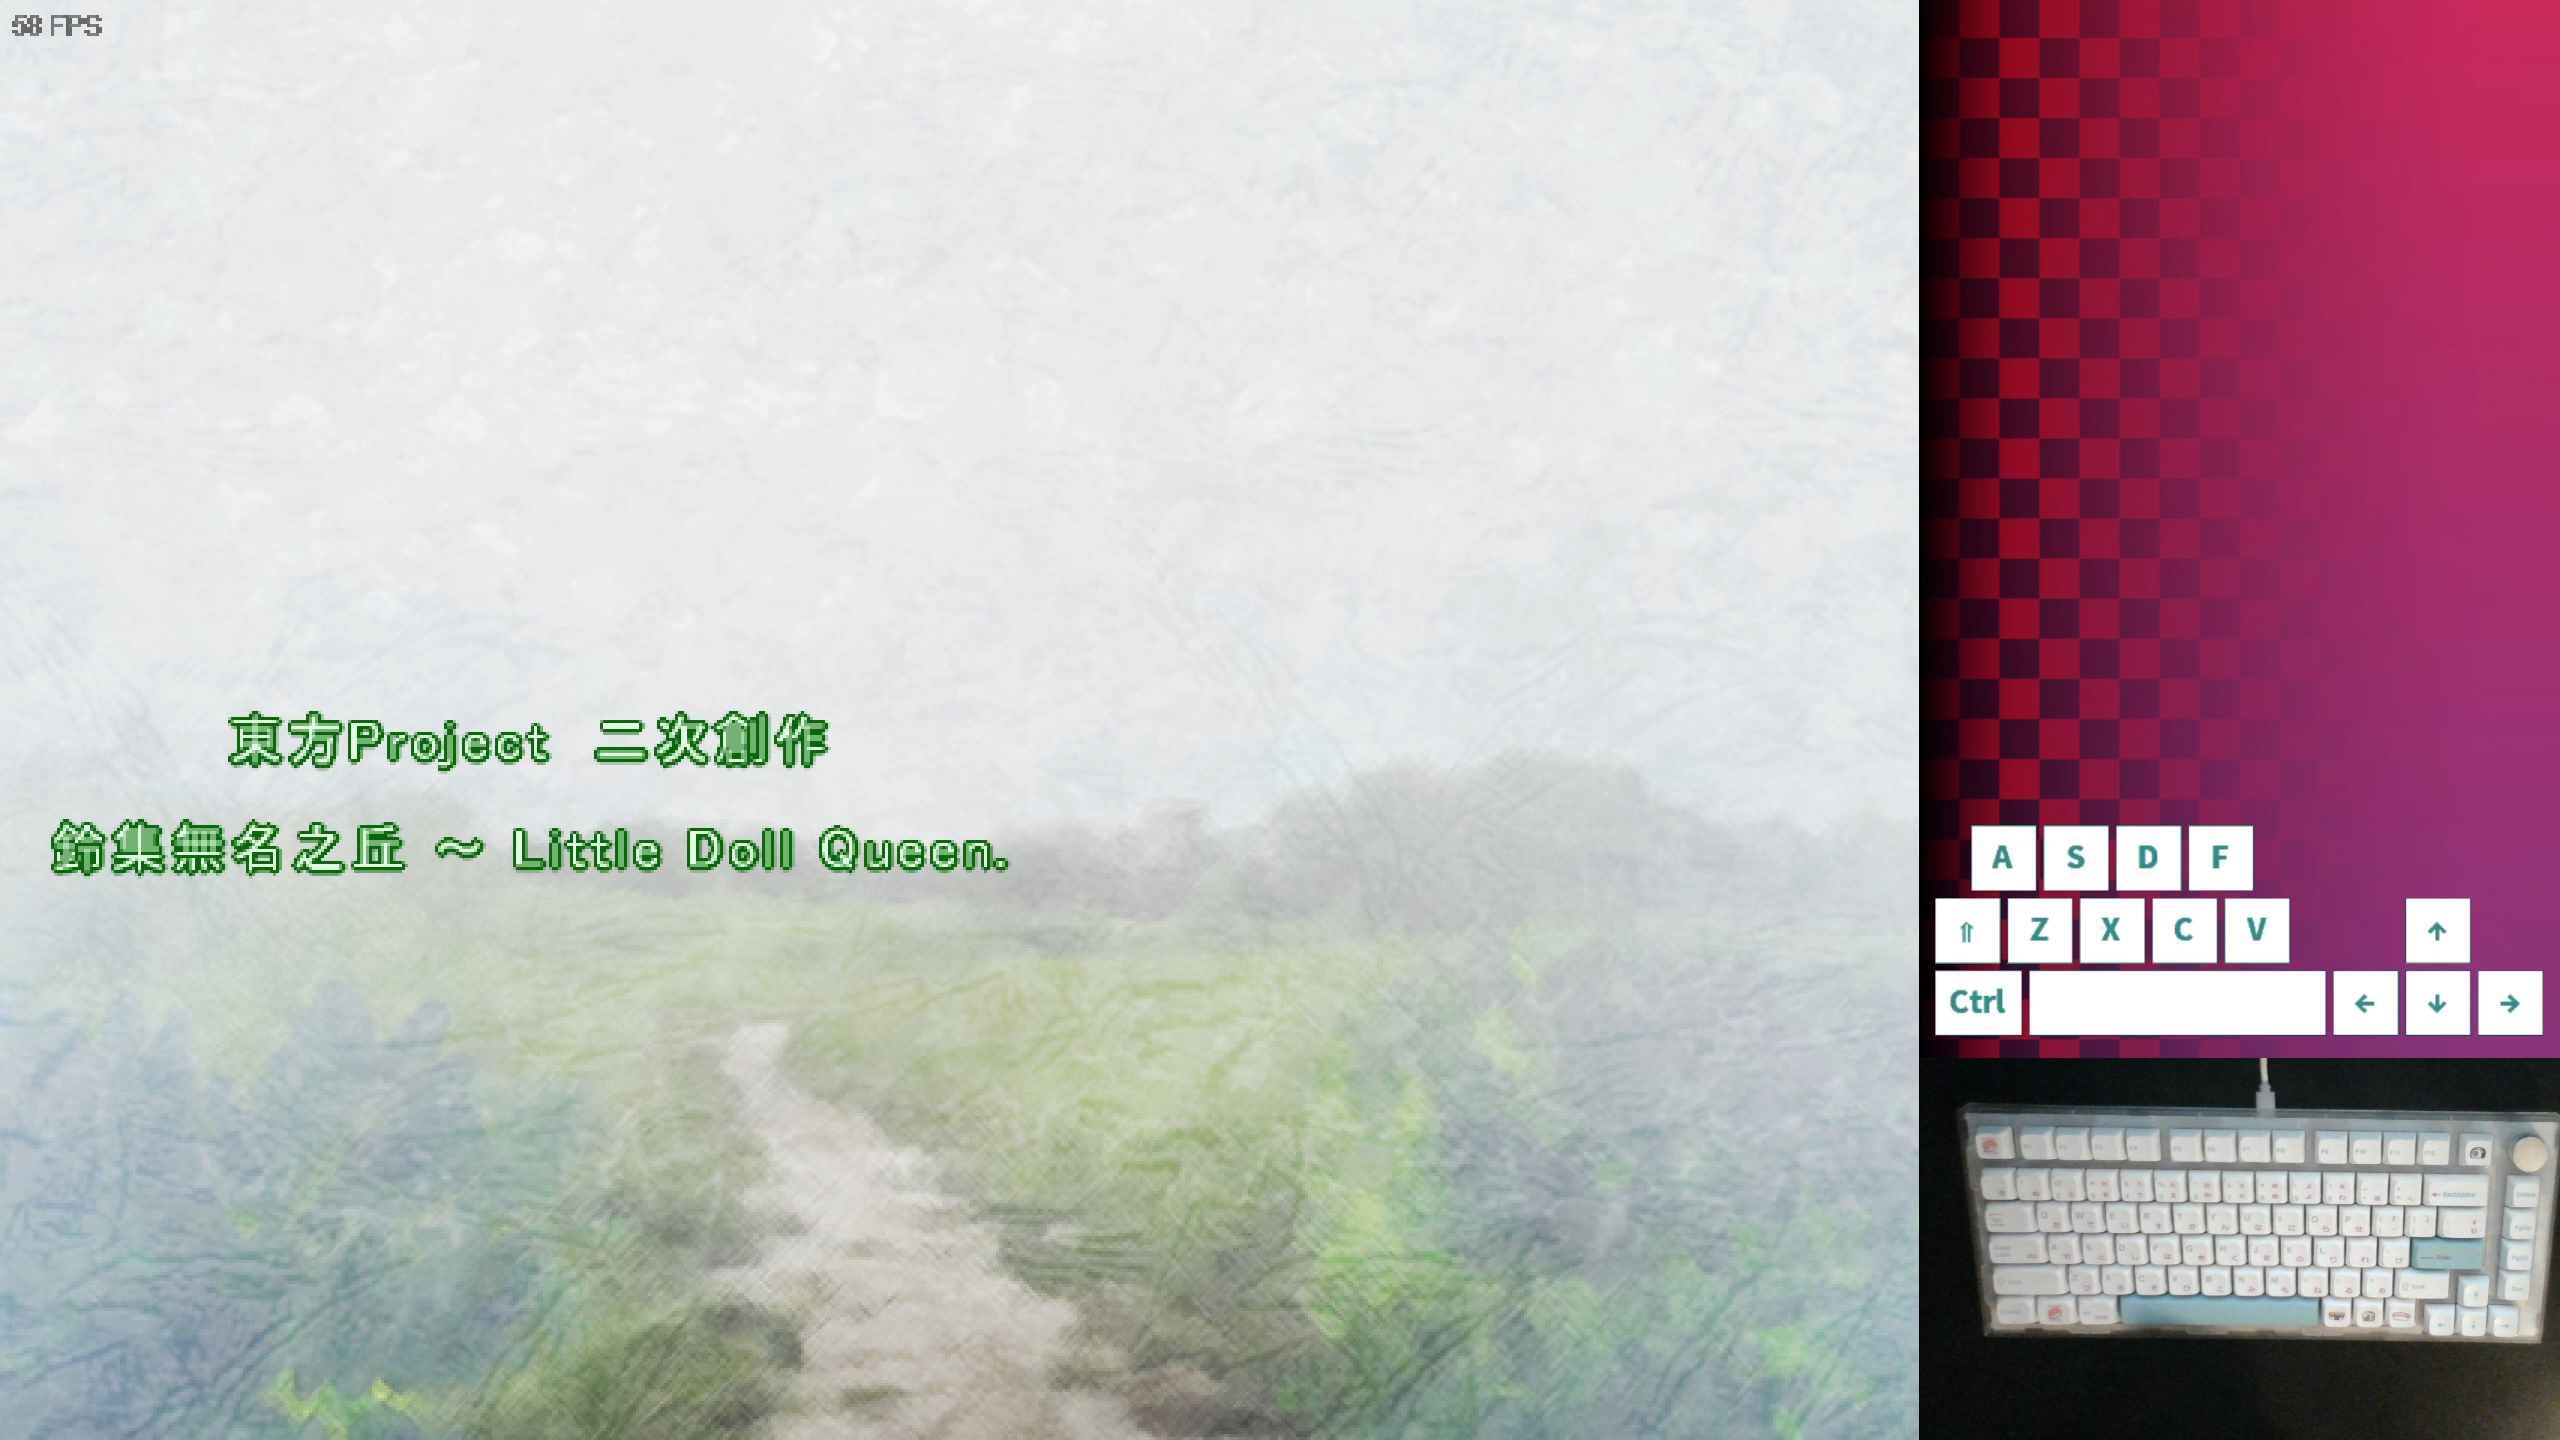 58 FPS
東方Project 二次創作
鈴集無名之丘 ～ Little Doll Queen.
A S D F
⇧ Z X C V ↑
Ctrl ← ↓ →
Backspace